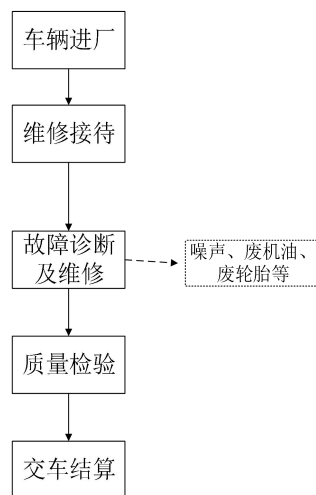 车辆进厂
维修接待
故障诊断
及维修
噪声、废机油、
废轮胎等
质量检验
交车结算